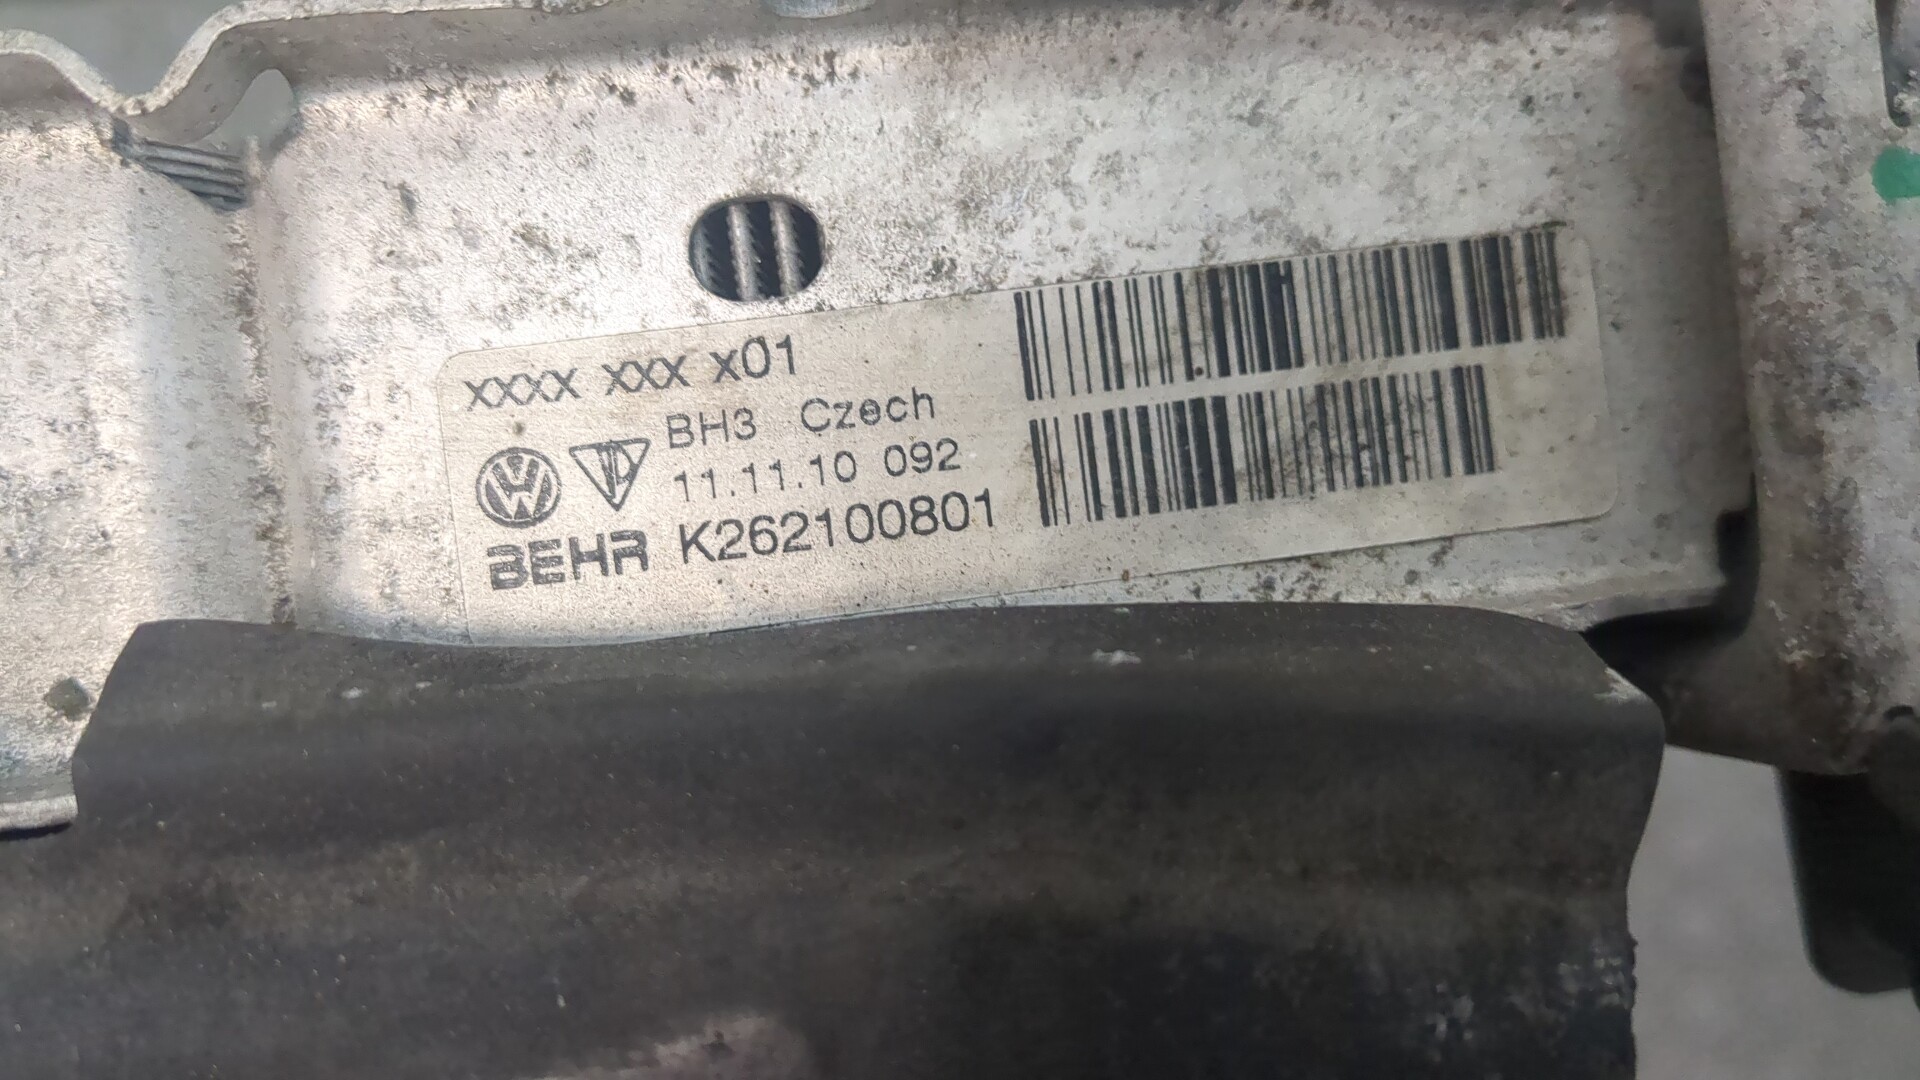 xxxx xxx x01
BH3 Czech
11.11.10 092
BEHR K262100801